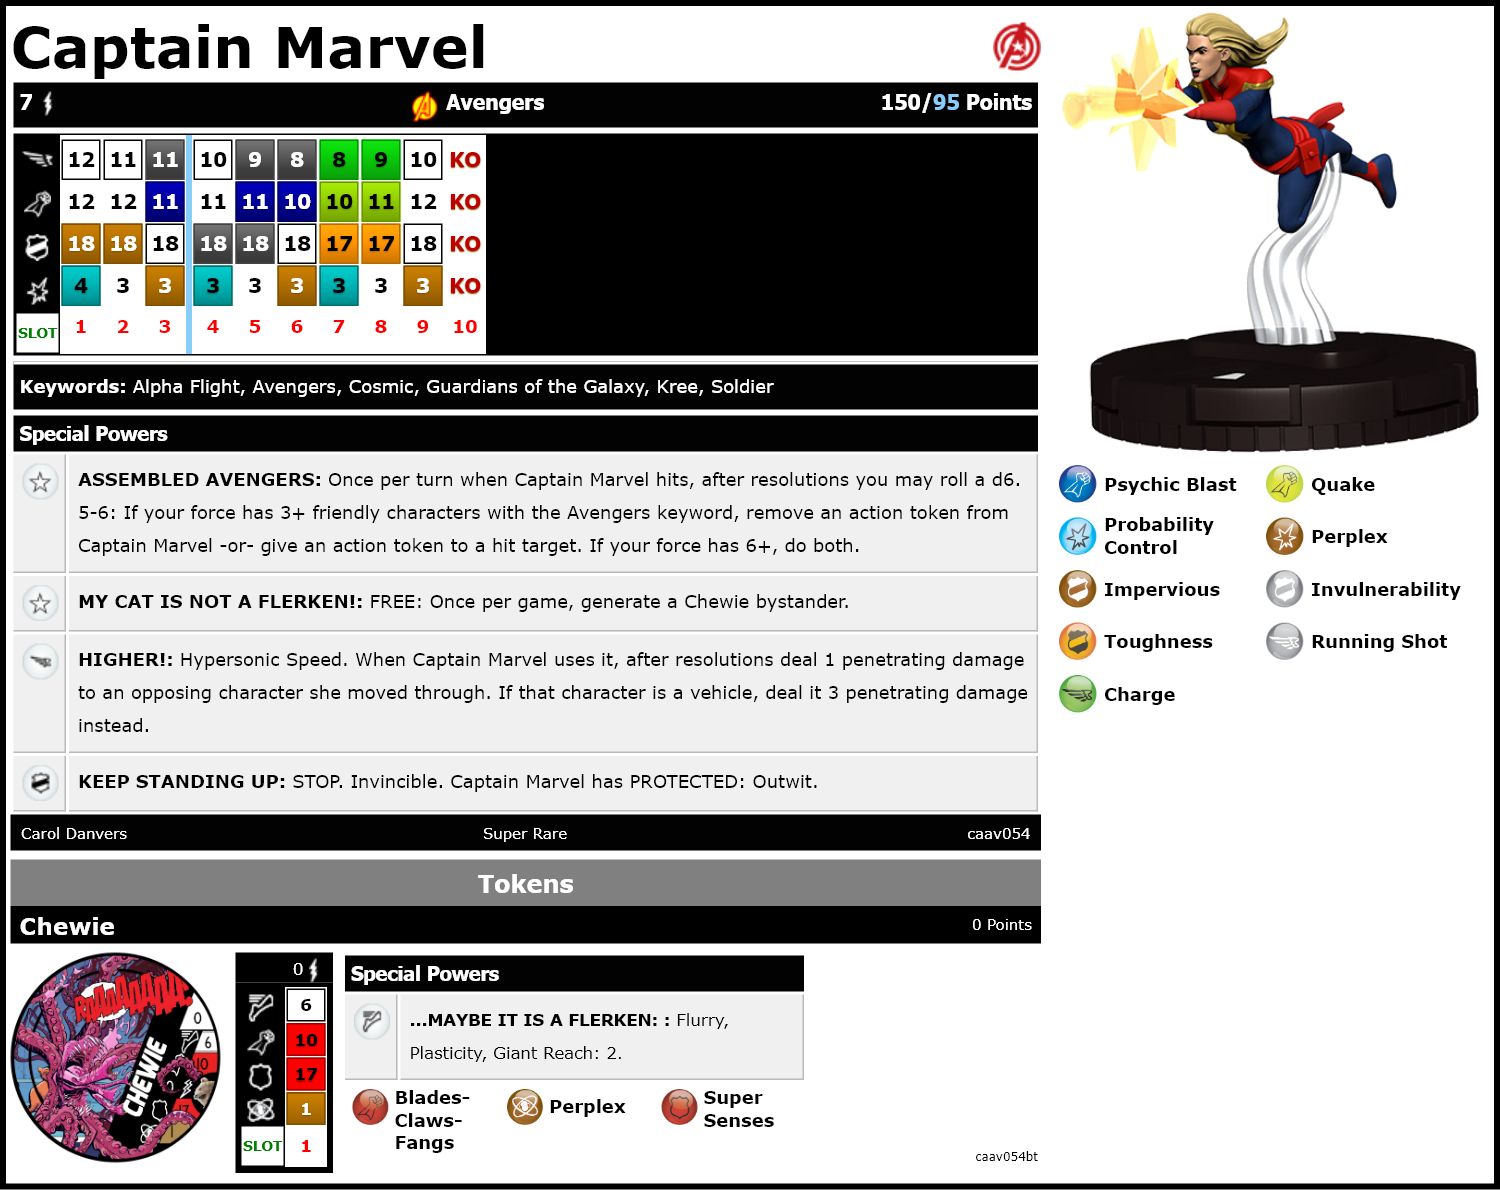 Captain Marvel
7 Avengers 150/95 Points
12 11 11 10 9 8 8 9 10 KO
12 12 11 11 11 10 10 11 12 KO
18 18 18 18 18 18 17 17 18 KO
4 3 3 3 3 3 3 3 3 KO
SLOT 1 2 3 4 5 6 7 8 9 10
Keywords: Alpha Flight, Avengers, Cosmic, Guardians of the Galaxy, Kree, Soldier
Special Powers
ASSEMBLED AVENGERS: Once per turn when Captain Marvel hits, after resolutions you may roll a d6.
5-6: If your force has 3+ friendly characters with the Avengers keyword, remove an action token from
Captain Marvel -or- give an action token to a hit target. If your force has 6+, do both.
MY CAT IS NOT A FLERKEN!: FREE: Once per game, generate a Chewie bystander.
HIGHER!: Hypersonic Speed. When Captain Marvel uses it, after resolutions deal 1 penetrating damage
to an opposing character she moved through. If that character is a vehicle, deal it 3 penetrating damage
instead.
KEEP STANDING UP: STOP. Invincible. Captain Marvel has PROTECTED: Outwit.
Carol Danvers Super Rare caav054
Psychic Blast Quake
Probability
Control
Perplex
Impervious Invulnerability
Toughness Running Shot
Charge
Tokens
Chewie 0 Points
RAAAAAAAA
CHEWIE
0
6
10
17
0
6
10
17
1
SLOT 1
Special Powers
...MAYBE IT IS A FLERKEN: : Flurry,
Plasticity, Giant Reach: 2.
Blades-
Claws-
Fangs
Perplex
Super
Senses
caav054bt